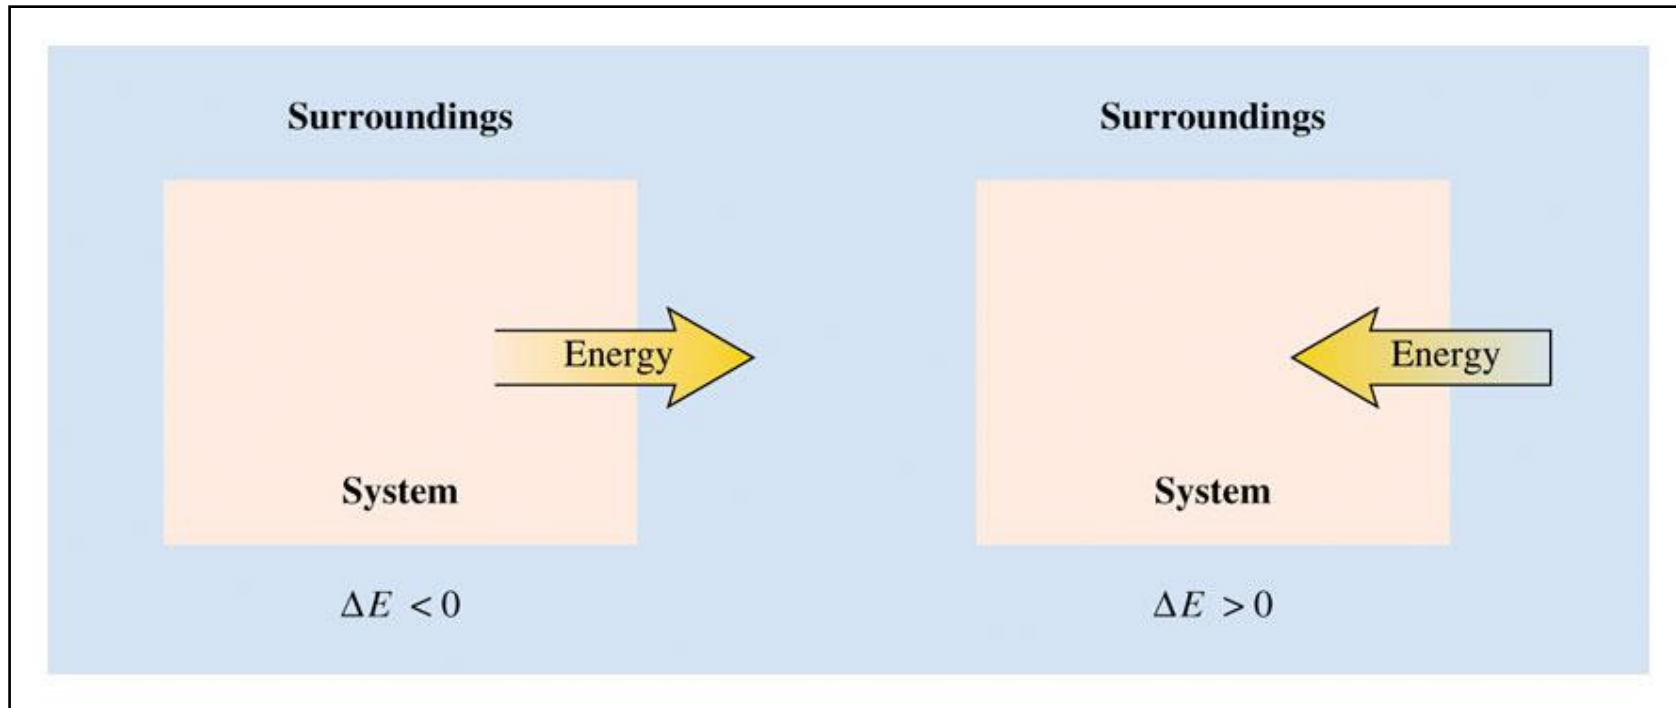 Surroundings
Energy
System
ΔE < 0
Surroundings
Energy
System
ΔE > 0